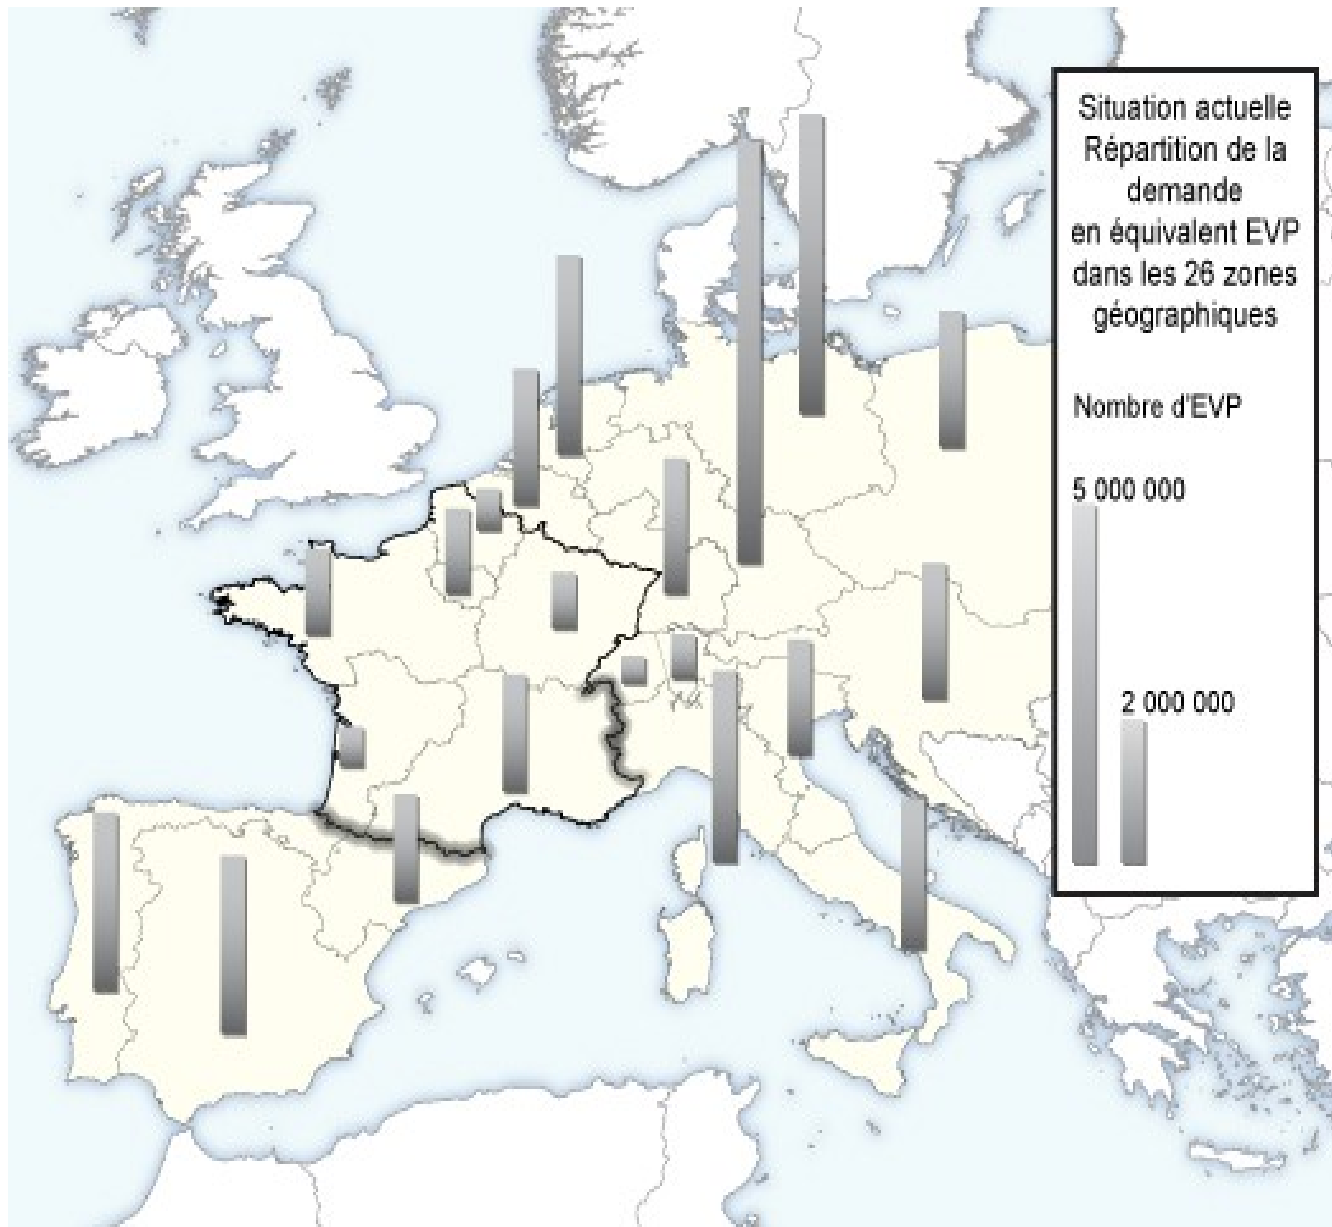 Situation actuelle
Répartition de la
demande
en équivalent EVP
dans les 26 zones
géographiques
Nombre d'EVP
5 000 000
2 000 000